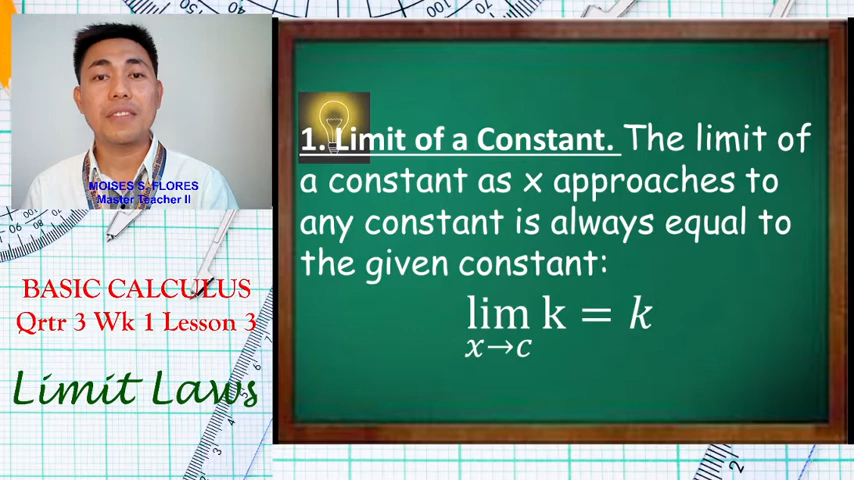 MOISES S. FLORES
Master Teacher II
BASIC CALCULUS
Qrtr 3 Wk 1 Lesson 3
Limit Laws
1. Limit of a Constant. The limit of
a constant as x approaches to
any constant is always equal to
the given constant:
lim k = k
x→c